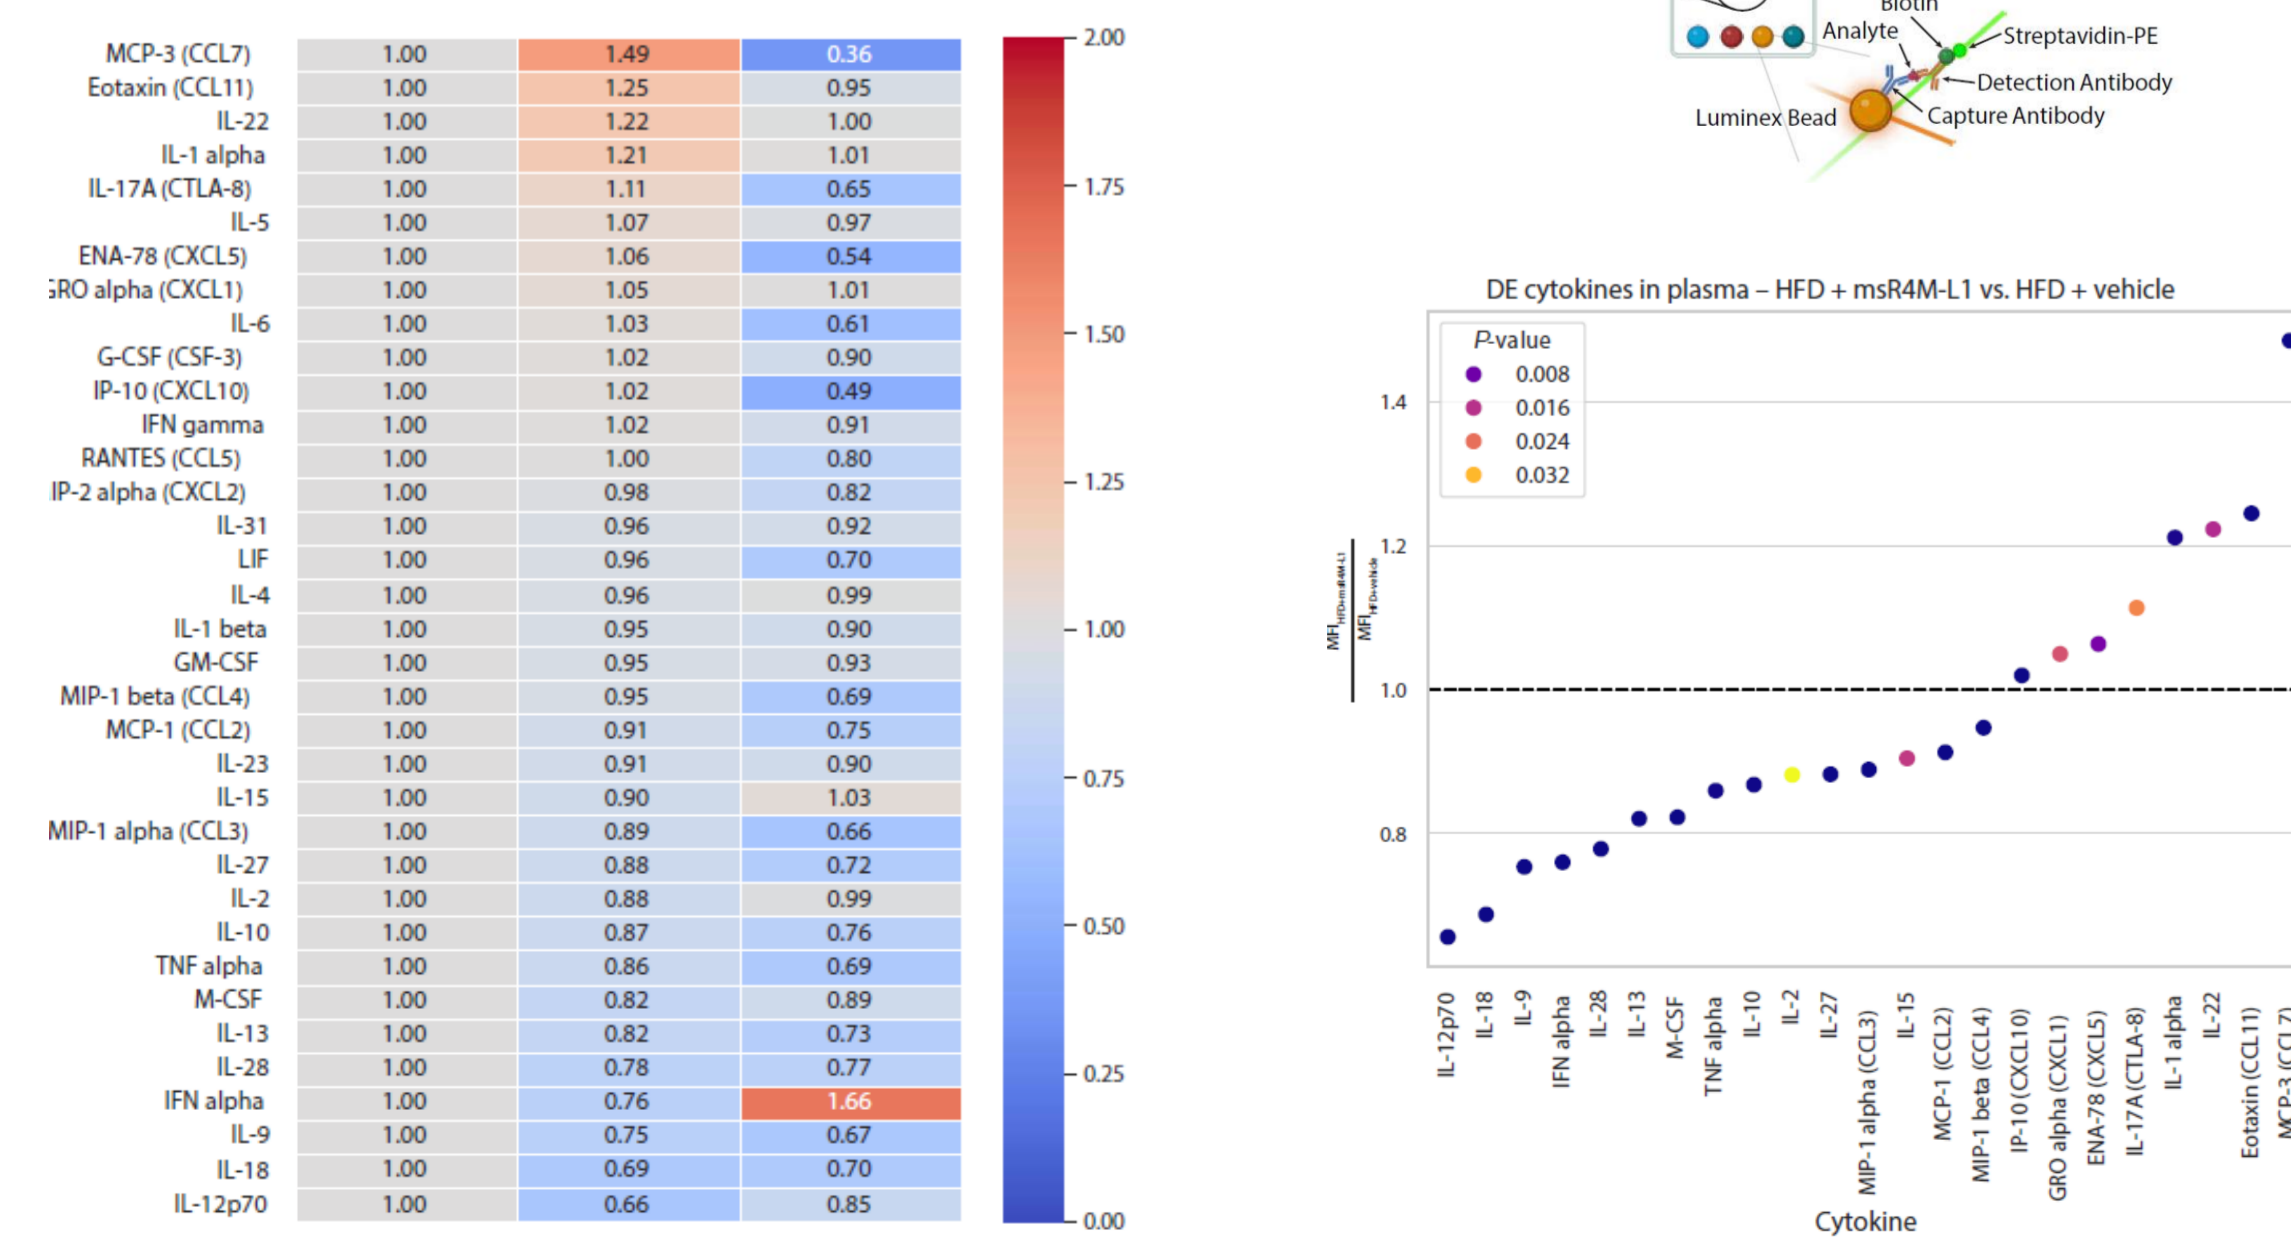 MCP-3 (CCL7) 1.00 1.49 0.36
Eotaxin (CCL11) 1.00 1.25 0.95
IL-22 1.00 1.22 1.00
IL-1 alpha 1.00 1.21 1.01
IL-17A (CTLA-8) 1.00 1.11 0.65
IL-5 1.00 1.07 0.97
ENA-78 (CXCL5) 1.00 1.06 0.54
GRO alpha (CXCL1) 1.00 1.05 1.01
IL-6 1.00 1.03 0.61
G-CSF (CSF-3) 1.00 1.02 0.90
IP-10 (CXCL10) 1.00 1.02 0.49
IFN gamma 1.00 1.02 0.91
RANTES (CCL5) 1.00 1.00 0.80
IP-2 alpha (CXCL2) 1.00 0.98 0.82
IL-31 1.00 0.96 0.92
LIF 1.00 0.96 0.70
IL-4 1.00 0.96 0.99
IL-1 beta 1.00 0.95 0.90
GM-CSF 1.00 0.95 0.93
MIP-1 beta (CCL4) 1.00 0.95 0.69
MCP-1 (CCL2) 1.00 0.91 0.75
IL-23 1.00 0.91 0.90
IL-15 1.00 0.90 1.03
MIP-1 alpha (CCL3) 1.00 0.89 0.66
IL-27 1.00 0.88 0.72
IL-2 1.00 0.88 0.99
IL-10 1.00 0.87 0.76
TNF alpha 1.00 0.86 0.69
M-CSF 1.00 0.82 0.89
IL-13 1.00 0.82 0.73
IL-28 1.00 0.78 0.77
IFN alpha 1.00 0.76 1.66
IL-9 1.00 0.75 0.67
IL-18 1.00 0.69 0.70
IL-12p70 1.00 0.66 0.85
2.00
1.75
1.50
1.25
1.00
0.75
0.50
0.25
0.00
Biotin
Analyte
Streptavidin-PE
Detection Antibody
Luminex Bead
Capture Antibody
DE cytokines in plasma – HFD + msR4M-L1 vs. HFD + vehicle
P-value
0.008
0.016
0.024
0.032
1.4
1.2
1.0
0.8
MFI HFD+msR4M-L1
MFI HFD+vehicle
IL-12p70
IL-18
IL-9
IFN alpha
IL-28
IL-13
M-CSF
TNF alpha
IL-10
IL-2
IL-27
MIP-1 alpha (CCL3)
IL-15
MCP-1 (CCL2)
MIP-1 beta (CCL4)
IP-10 (CXCL10)
GRO alpha (CXCL1)
ENA-78 (CXCL5)
IL-17A (CTLA-8)
IL-1 alpha
IL-22
Eotaxin (CCL11)
MCP-3 (CCL7)
Cytokine